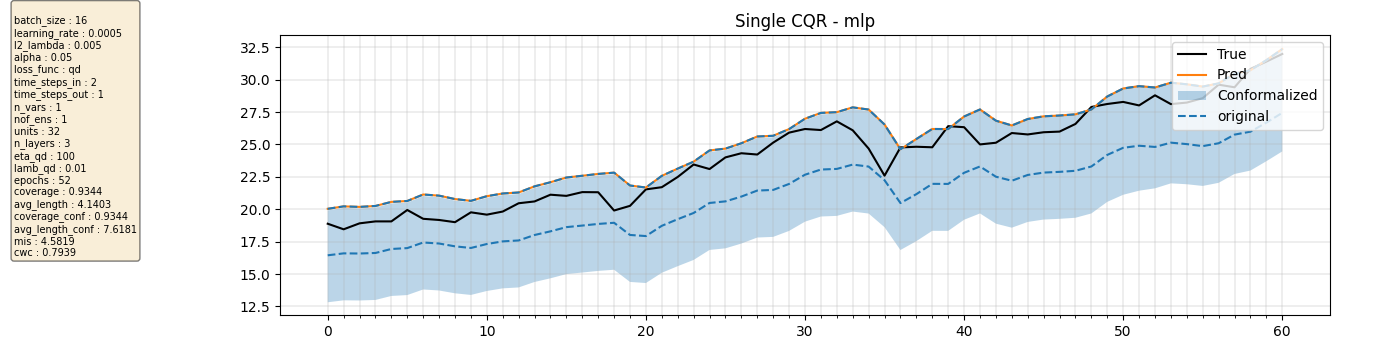 batch_size : 16
learning_rate : 0.0005
l2_lambda : 0.005
alpha : 0.05
loss_func : qd
time_steps_in : 2
time_steps_out : 1
n_vars : 1
nof_ens : 1
units : 32
n_layers : 3
eta_qd : 100
lamb_qd : 0.01
epochs : 52
coverage : 0.9344
avg_length : 4.1403
coverage_conf : 0.9344
avg_length_conf : 7.6181
mis : 4.5819
cwc : 0.7939
Single CQR - mlp
32.5
30.0
27.5
25.0
22.5
20.0
17.5
15.0
12.5
True
Pred
Conformalized
original
0 10 20 30 40 50 60